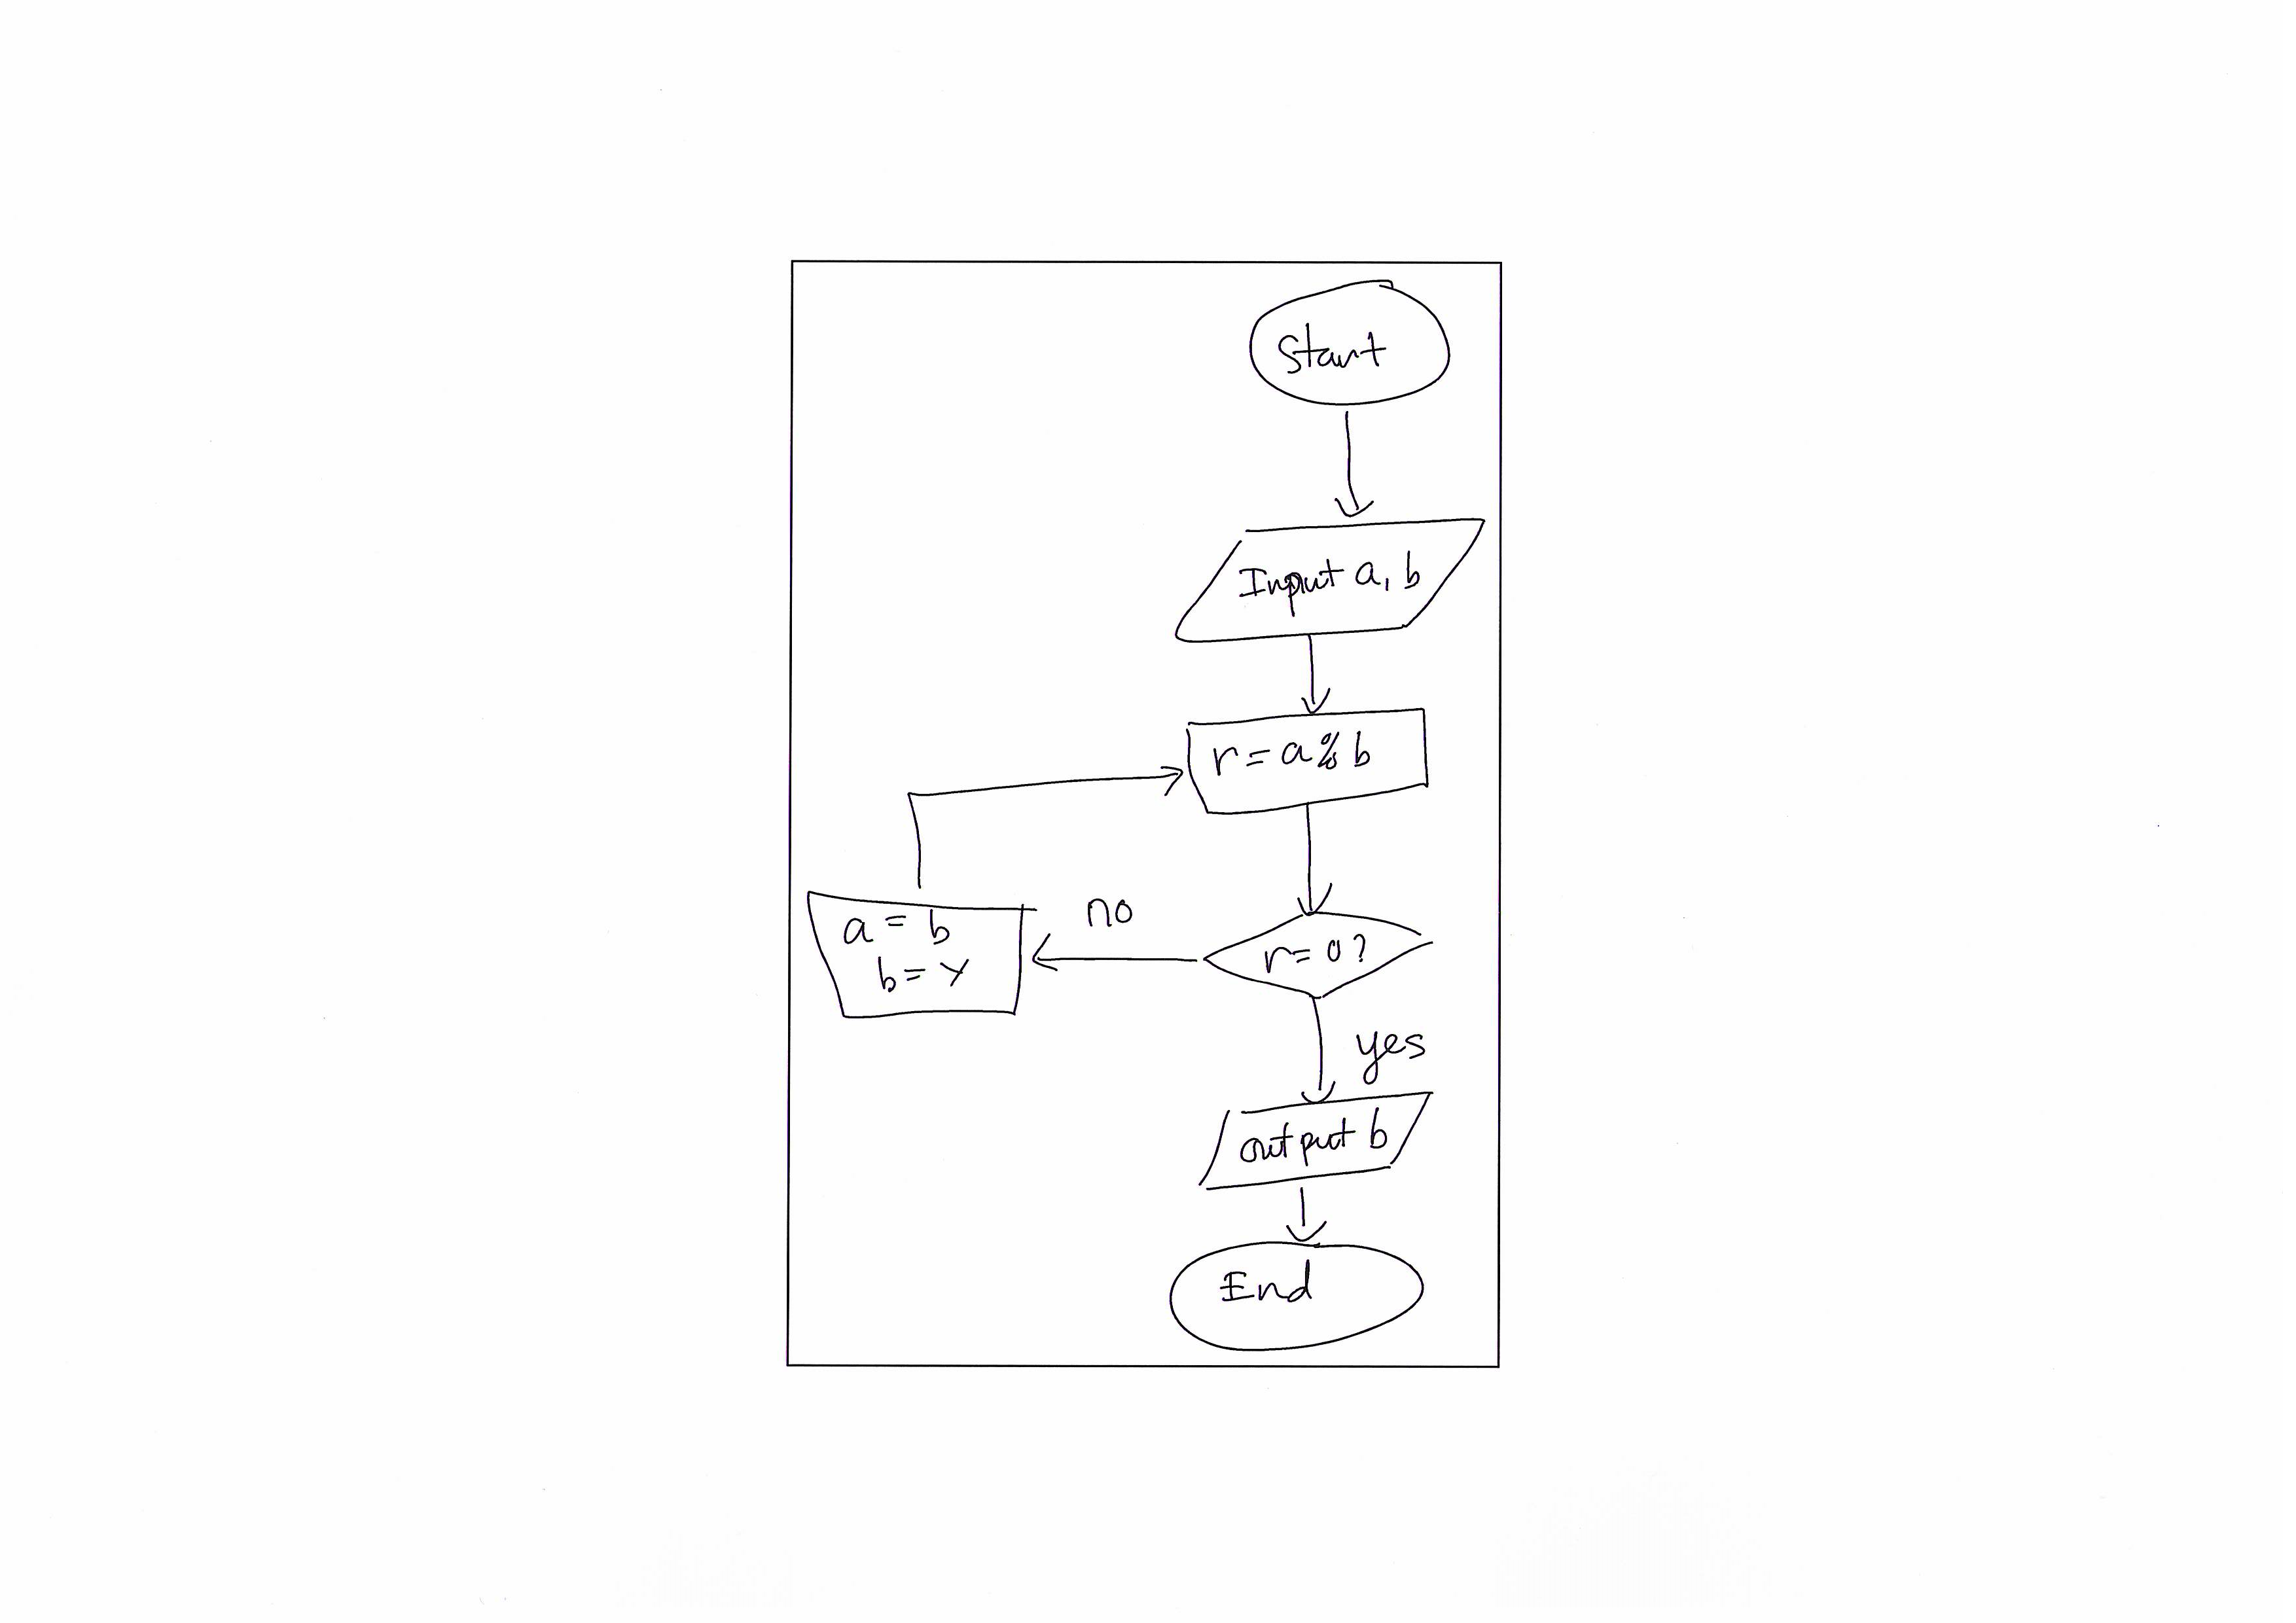 Start
Input a, b
r = a % b
no
a = b
b = r
r = 0?
yes
output b
End